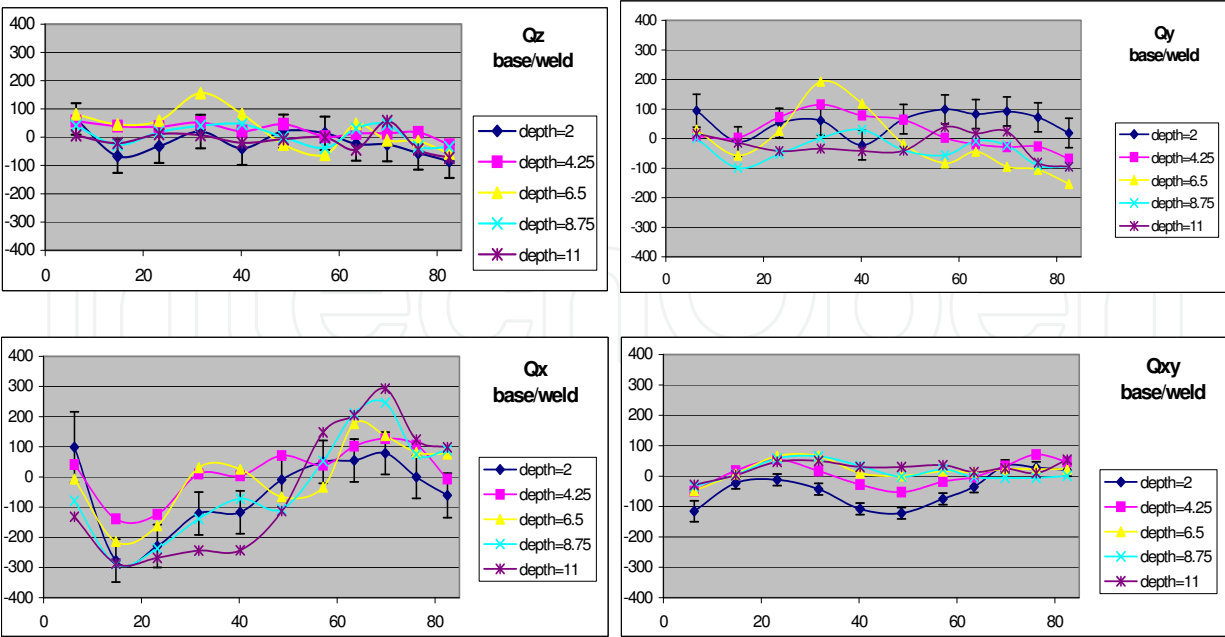 Qz
base/weld
400
300
200
100
0
-100
-200
-300
-400
0 20 40 60 80
depth=2
depth=4.25
depth=6.5
depth=8.75
depth=11
Qy
base/weld
400
300
200
100
0
-100
-200
-300
-400
0 20 40 60 80
depth=2
depth=4.25
depth=6.5
depth=8.75
depth=11
Qx
base/weld
400
300
200
100
0
-100
-200
-300
-400
0 20 40 60 80
depth=2
depth=4.25
depth=6.5
depth=8.75
depth=11
Qxy
base/weld
400
300
200
100
0
-100
-200
-300
-400
0 20 40 60 80
depth=2
depth=4.25
depth=6.5
depth=8.75
depth=11
IntechOpen